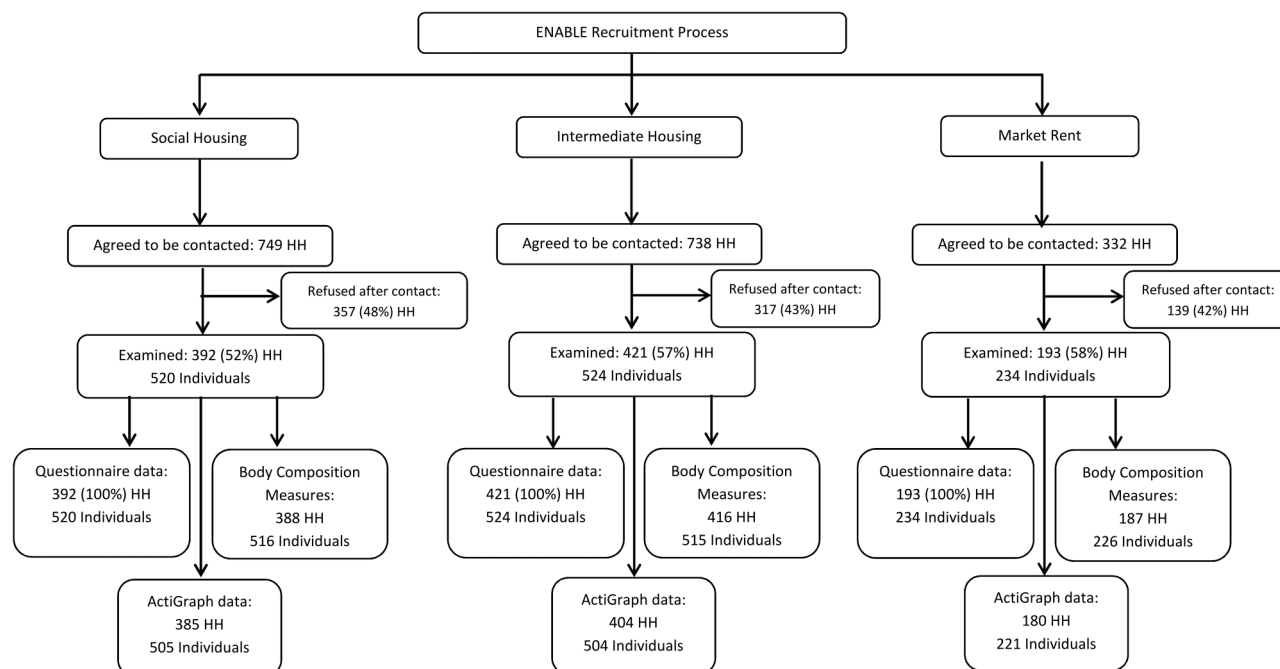 ENABLE Recruitment Process
Social Housing
Intermediate Housing
Market Rent
Agreed to be contacted: 749 HH
Agreed to be contacted: 738 HH
Agreed to be contacted: 332 HH
Refused after contact:
357 (48%) HH
Refused after contact:
317 (43%) HH
Refused after contact:
139 (42%) HH
Examined: 392 (52%) HH
520 Individuals
Examined: 421 (57%) HH
524 Individuals
Examined: 193 (58%) HH
234 Individuals
Questionnaire data:
392 (100%) HH
520 Individuals
Body Composition
Measures:
388 HH
516 Individuals
Questionnaire data:
421 (100%) HH
524 Individuals
Body Composition
Measures:
416 HH
515 Individuals
Questionnaire data:
193 (100%) HH
234 Individuals
Body Composition
Measures:
187 HH
226 Individuals
ActiGraph data:
385 HH
505 Individuals
ActiGraph data:
404 HH
504 Individuals
ActiGraph data:
180 HH
221 Individuals